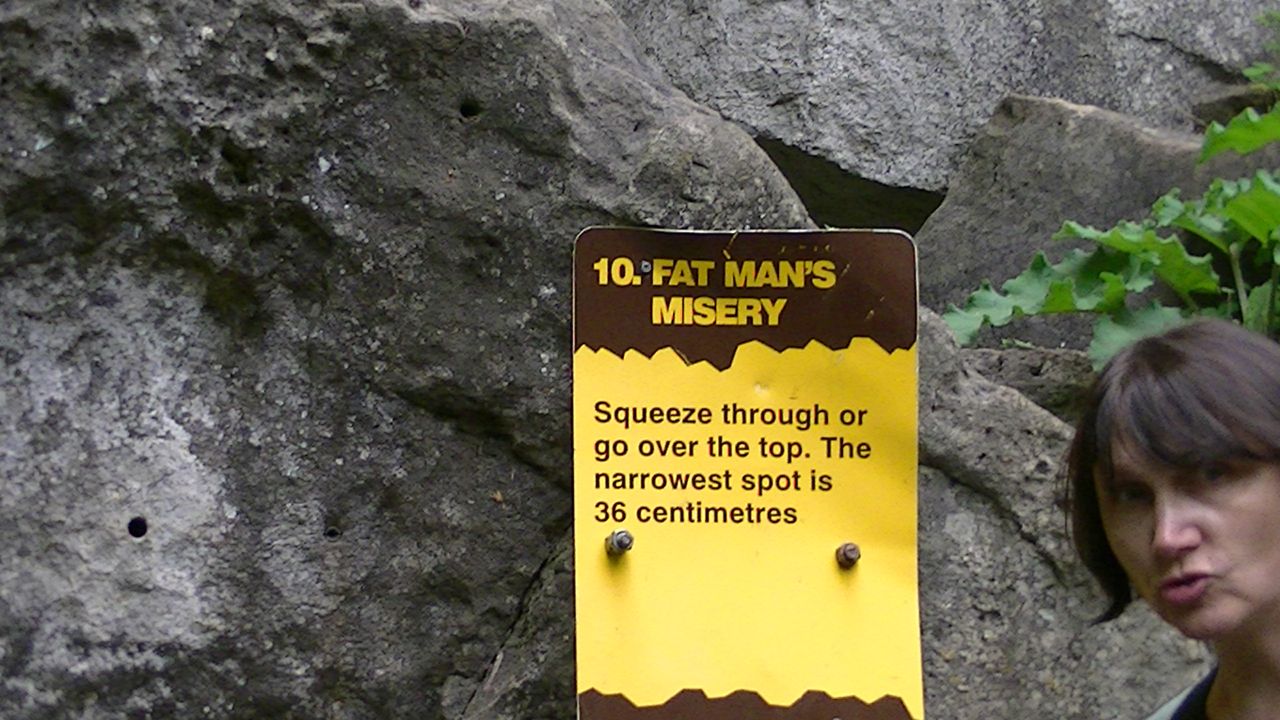 10. FAT MAN'S
MISERY
Squeeze through or
go over the top. The
narrowest spot is
36 centimetres